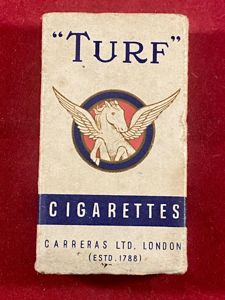 "TURF"
CIGARETTES
CARRERAS LTD. LONDON
(ESTD. 1788)